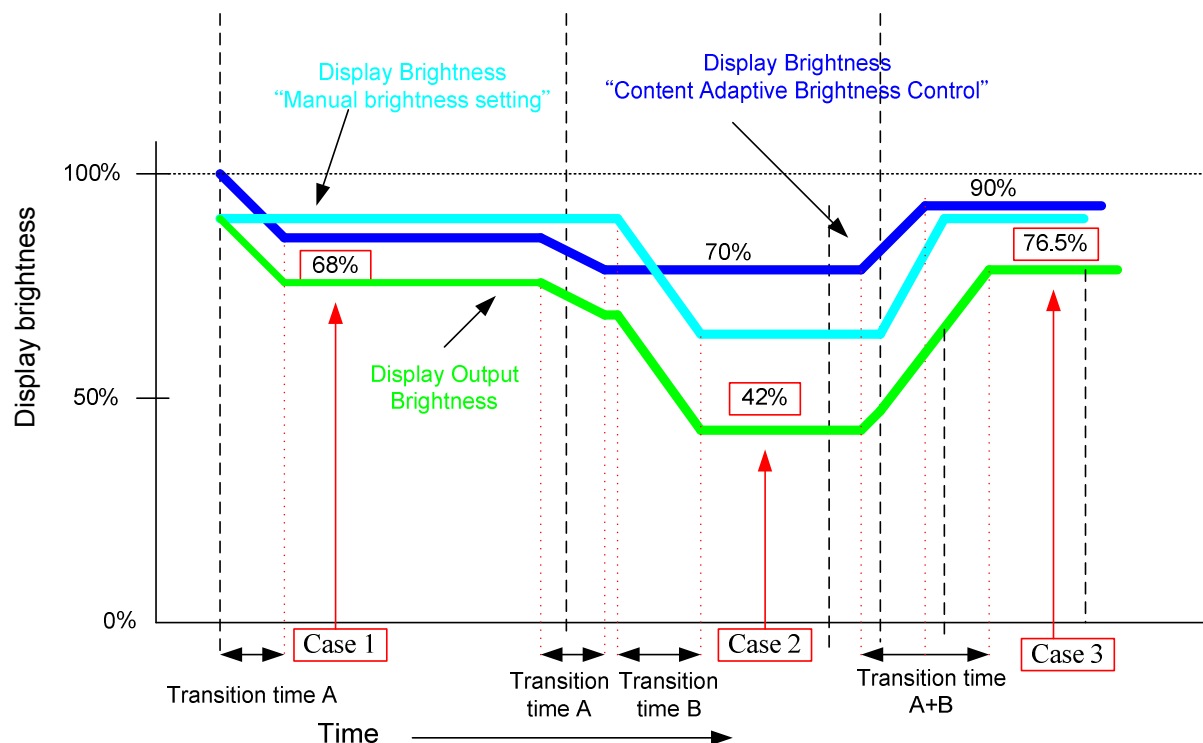 Display Brightness
“Manual brightness setting”
Display Brightness
“Content Adaptive Brightness Control”
100%
90%
76.5%
68%
70%
Display Output
Brightness
42%
50%
Display brightness
0%
Case 1
Case 2
Case 3
Transition time A
Transition
time A
Transition
time B
Transition time
A+B
Time